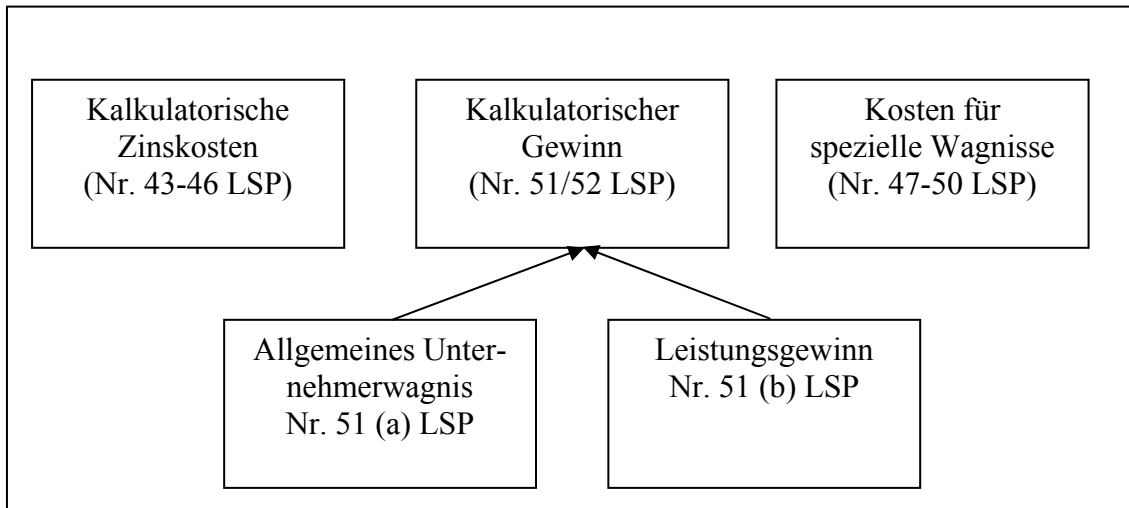 Kalkulatorische
Zinskosten
(Nr. 43-46 LSP)
Kalkulatorischer
Gewinn
(Nr. 51/52 LSP)
Kosten für
spezielle Wagnisse
(Nr. 47-50 LSP)
Allgemeines Unter-
nehmerwagnis
Nr. 51 (a) LSP
Leistungsgewinn
Nr. 51 (b) LSP